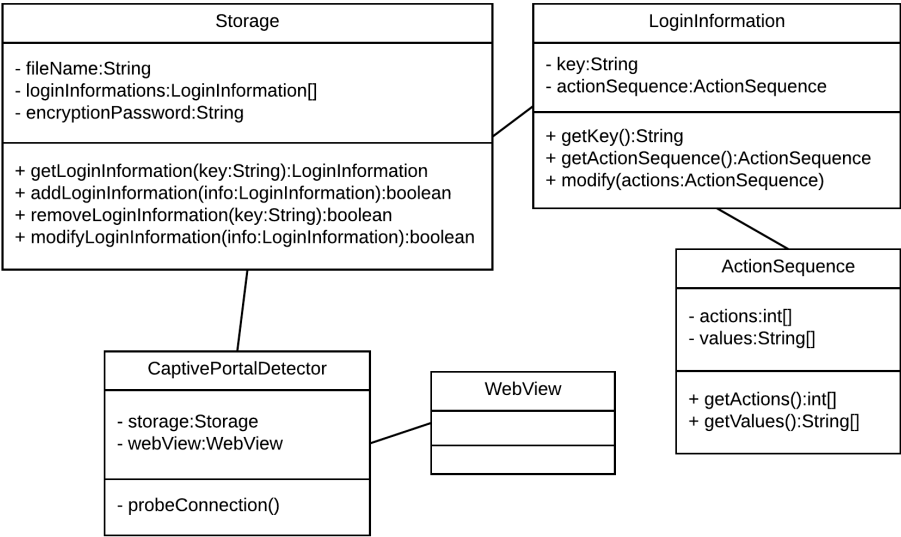 Storage
- fileName:String
- loginInformations:LoginInformation[]
- encryptionPassword:String
+ getLoginInformation(key:String):LoginInformation
+ addLoginInformation(info:LoginInformation):boolean
+ removeLoginInformation(key:String):boolean
+ modifyLoginInformation(info:LoginInformation):boolean
LoginInformation
- key:String
- actionSequence:ActionSequence
+ getKey():String
+ getActionSequence():ActionSequence
+ modify(actions:ActionSequence)
ActionSequence
- actions:int[]
- values:String[]
+ getActions():int[]
+ getValues():String[]
CaptivePortalDetector
- storage:Storage
- webView:WebView
- probeConnection()
WebView